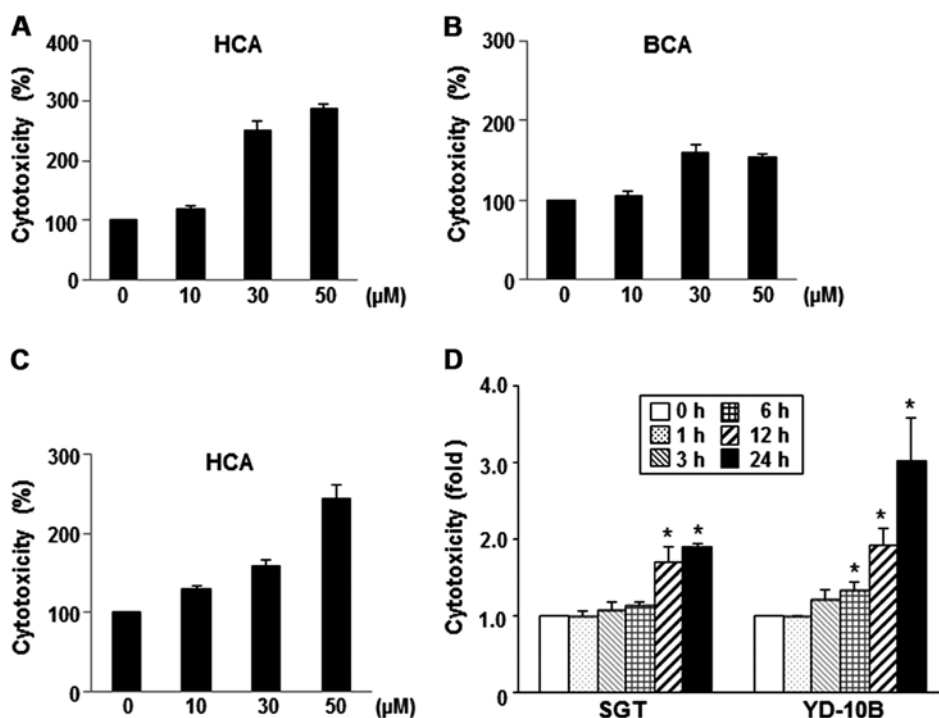 A
HCA
Cytotoxicity (%)
400
300
200
100
0
0 10 30 50 (µM)
B
BCA
Cytotoxicity (%)
300
200
100
0
0 10 30 50 (µM)
C
HCA
Cytotoxicity (%)
300
200
100
0
0 10 30 50 (µM)
D
Cytotoxicity (fold)
4.0
3.0
2.0
1.0
0
0 h 6 h
1 h 12 h
3 h 24 h
* *
* * *
SGT YD-10B